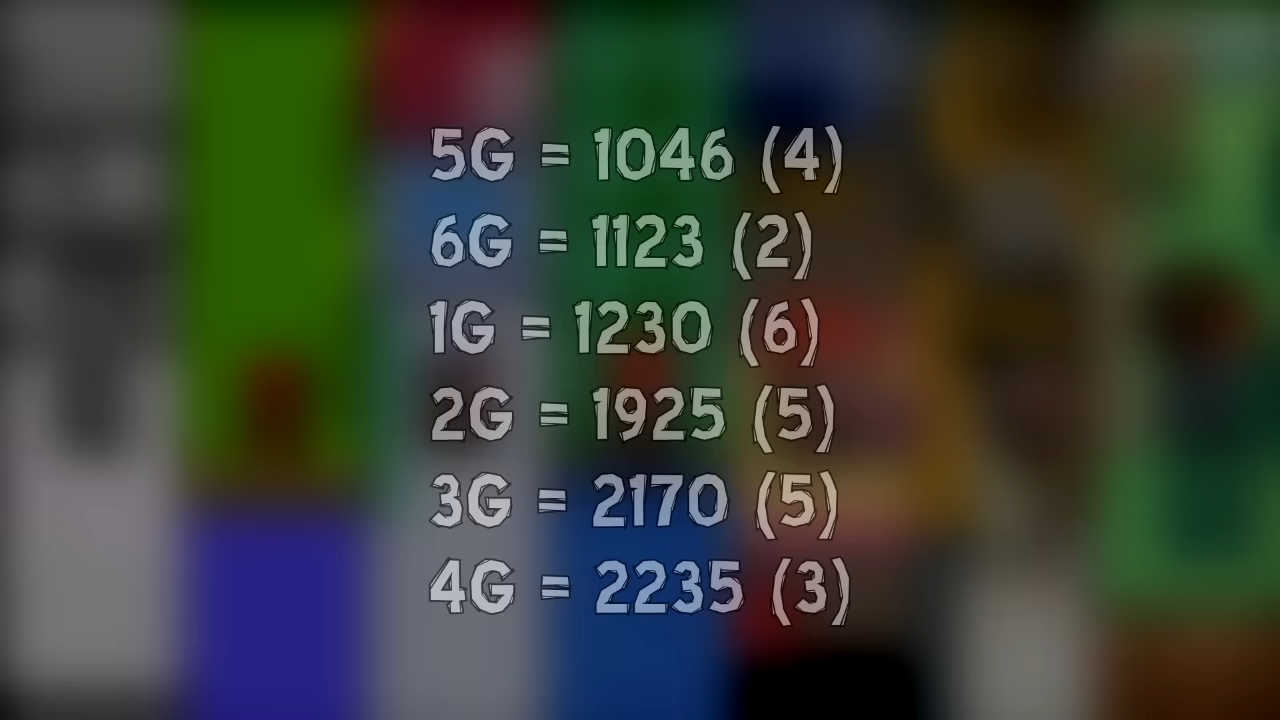 5G = 1046 (4)
6G = 1123 (2)
1G = 1230 (6)
2G = 1925 (5)
3G = 2170 (5)
4G = 2235 (3)